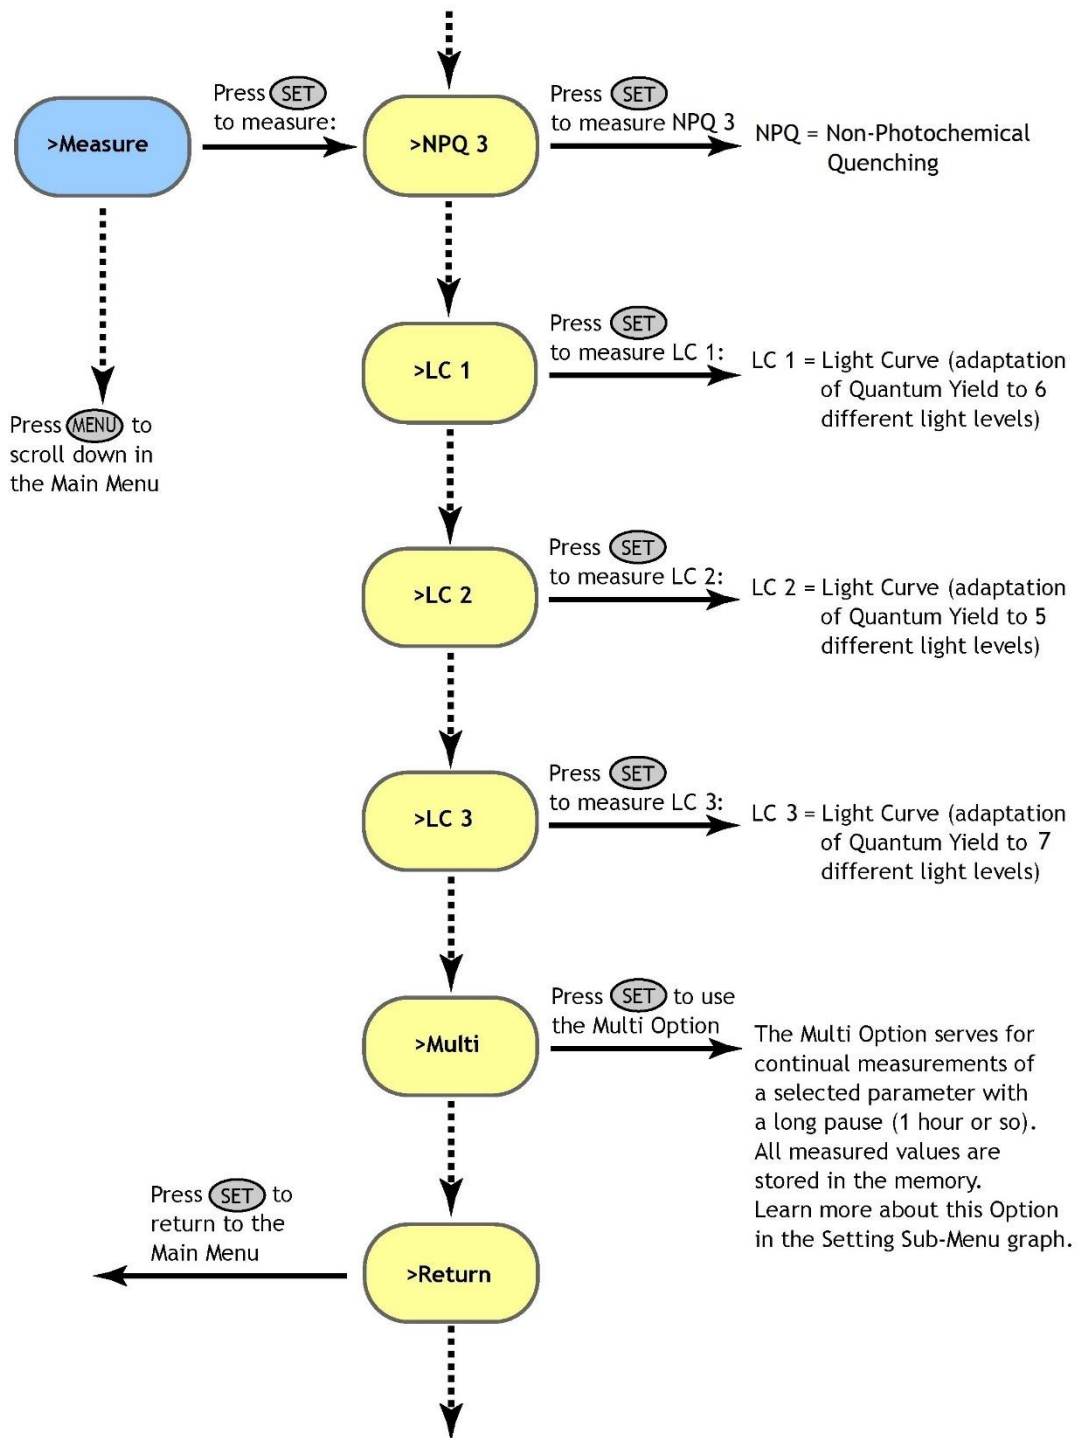 >Measure
Press SET
to measure:
>NPQ 3
Press SET
to measure NPQ 3
NPQ = Non-Photochemical
Quenching
Press MENU to
scroll down in
the Main Menu
>LC 1
Press SET
to measure LC 1:
LC 1 = Light Curve (adaptation
of Quantum Yield to 6
different light levels)
>LC 2
Press SET
to measure LC 2:
LC 2 = Light Curve (adaptation
of Quantum Yield to 5
different light levels)
>LC 3
Press SET
to measure LC 3:
LC 3 = Light Curve (adaptation
of Quantum Yield to 7
different light levels)
>Multi
Press SET to use
the Multi Option
The Multi Option serves for
continual measurements of
a selected parameter with
a long pause (1 hour or so).
All measured values are
stored in the memory.
Learn more about this Option
in the Setting Sub-Menu graph.
Press SET to
return to the
Main Menu
>Return